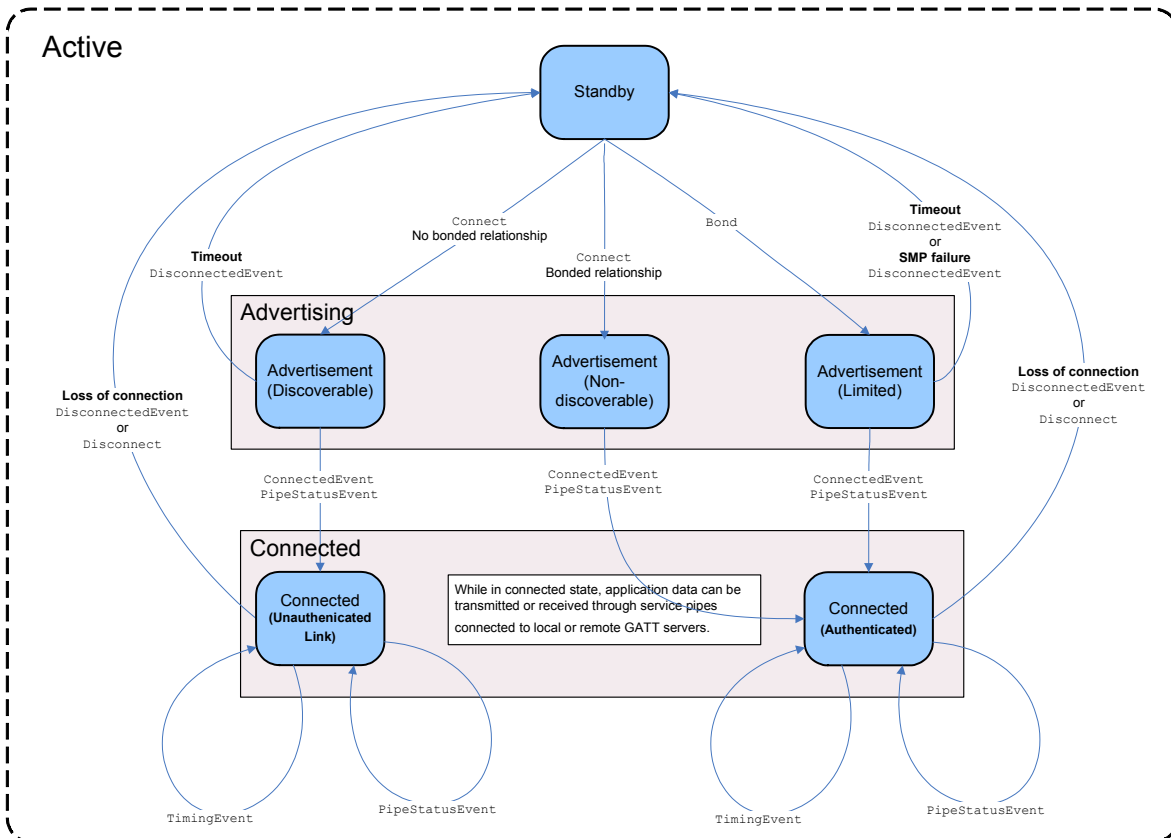 Active
Standby
Connect
No bonded relationship
Connect
Bonded relationship
Bond
Timeout
DisconnectedEvent
or
SMP failure
DisconnectedEvent
Timeout
DisconnectedEvent
Advertising
Advertisement
(Discoverable)
Advertisement
(Non-
discoverable)
Advertisement
(Limited)
Loss of connection
DisconnectedEvent
or
Disconnect
Loss of connection
DisconnectedEvent
or
Disconnect
ConnectedEvent
PipeStatusEvent
ConnectedEvent
PipeStatusEvent
ConnectedEvent
PipeStatusEvent
Connected
Connected
(Unauthenicated
Link)
While in connected state, application data can be
transmitted or received through service pipes
connected to local or remote GATT servers.
Connected
(Authenticated)
TimingEvent
PipeStatusEvent
TimingEvent
PipeStatusEvent